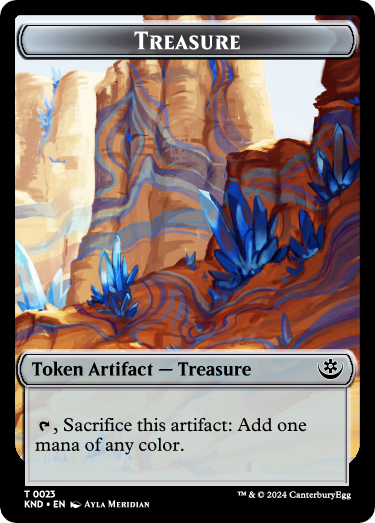 TREASURE
Token Artifact — Treasure
, Sacrifice this artifact: Add one
mana of any color.
T 0023
KND • EN AYLA MERIDIAN
™ & © 2024 CanterburyEgg